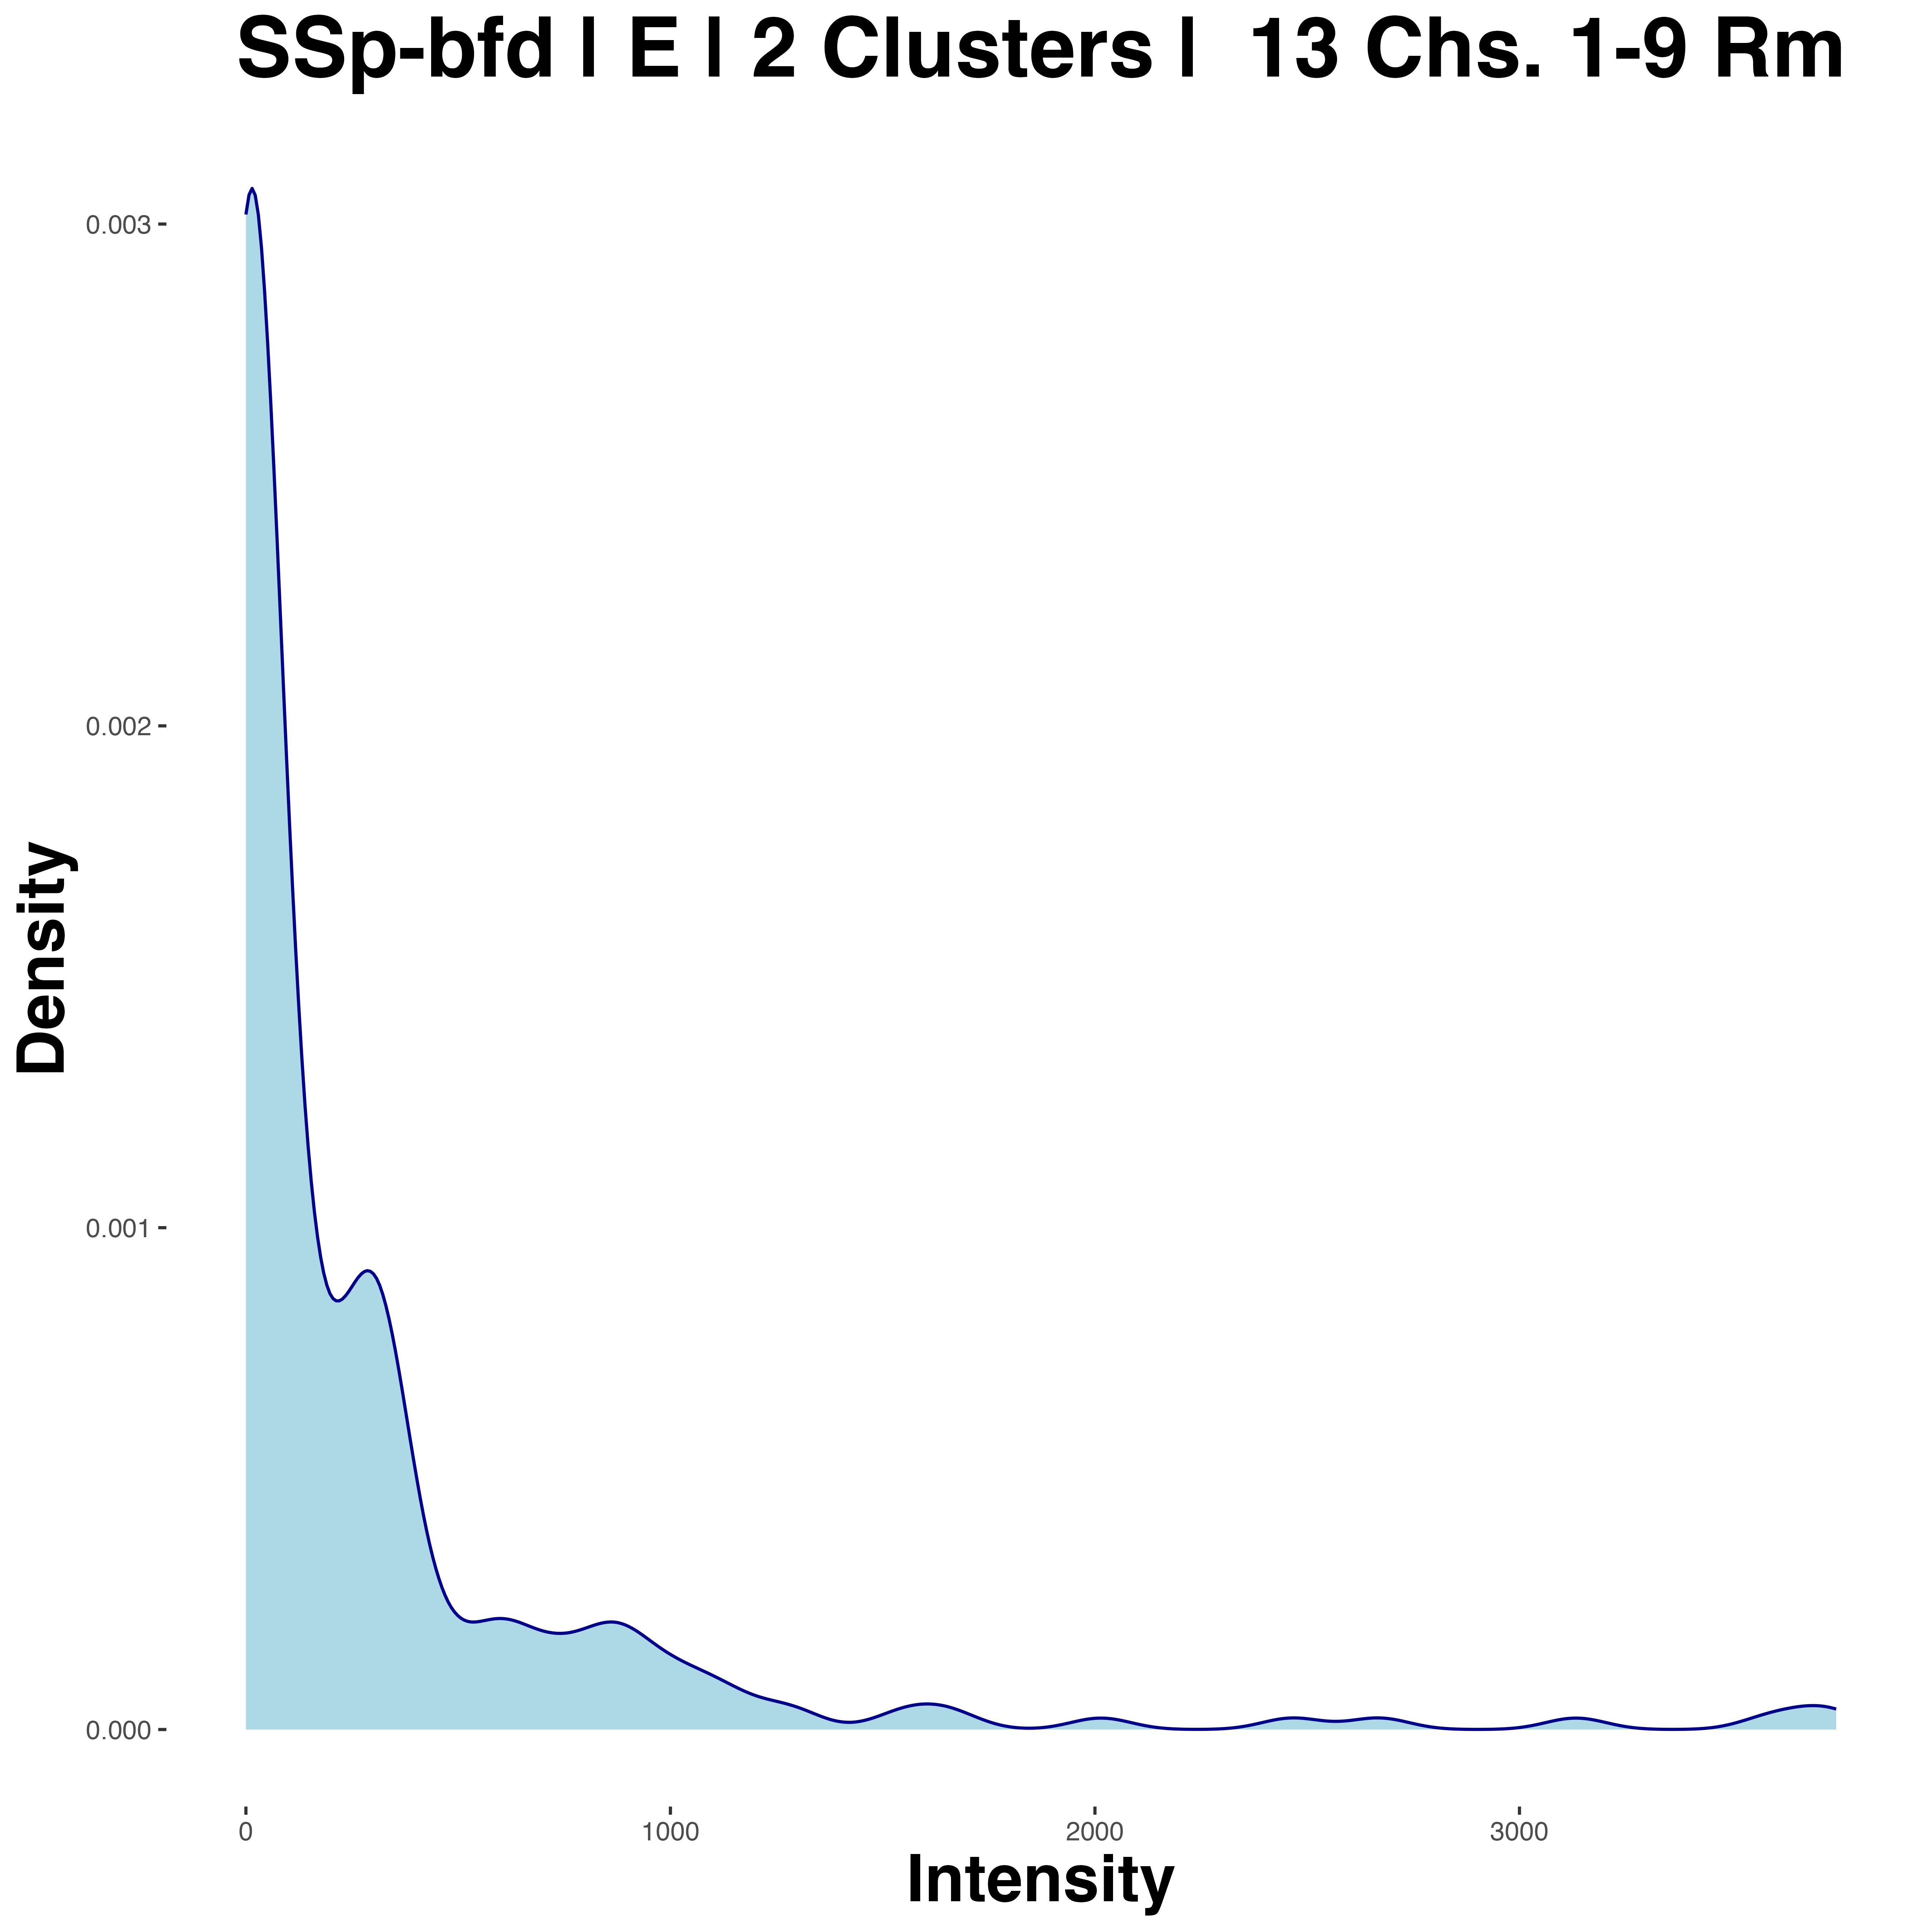 SSp-bfd | E | 2 Clusters | 13 Chs. 1-9 Rm
0.003
0.002
0.001
0.000
Density
0
1000
2000
3000
Intensity